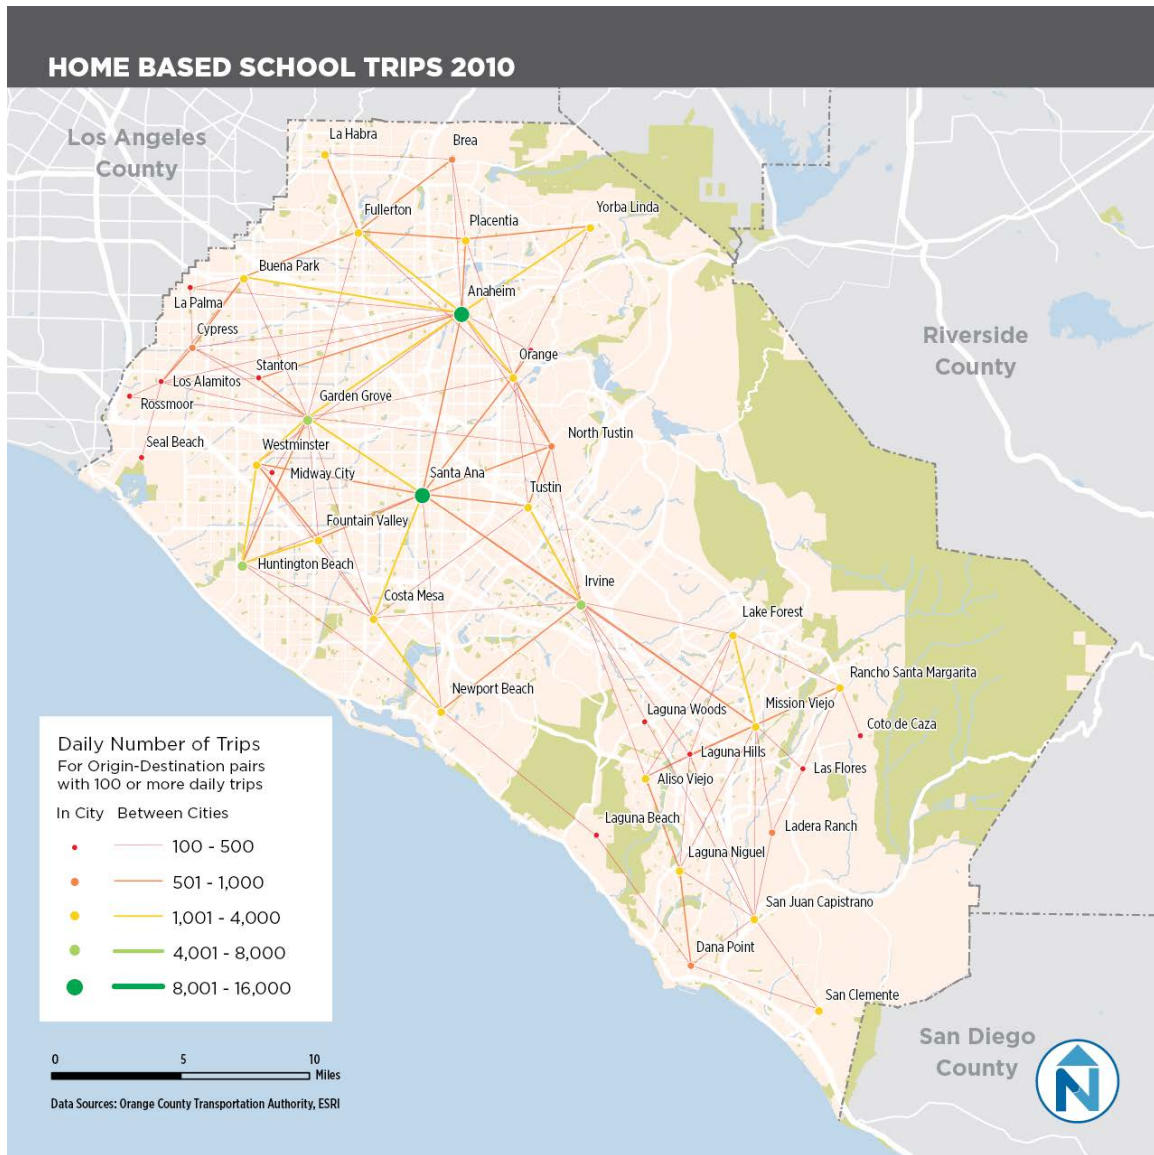 HOME BASED SCHOOL TRIPS 2010
Los Angeles
County
La Habra
Brea
Fullerton
Placentia
Yorba Linda
Buena Park
Anaheim
La Palma
Cypress
Riverside
County
Stanton
Orange
Los Alamitos
Garden Grove
Rossmoor
Seal Beach
Westminster
North Tustin
Midway City
Santa Ana
Tustin
Fountain Valley
Huntington Beach
Irvine
Costa Mesa
Lake Forest
Rancho Santa Margarita
Newport Beach
Mission Viejo
Laguna Woods
Coto de Caza
Laguna Hills
Las Flores
Aliso Viejo
Laguna Beach
Ladera Ranch
Laguna Niguel
San Juan Capistrano
Dana Point
San Clemente
San Diego
County
Daily Number of Trips
For Origin-Destination pairs
with 100 or more daily trips
In City Between Cities
100 - 500
501 - 1,000
1,001 - 4,000
4,001 - 8,000
8,001 - 16,000
0 5 10
Miles
Data Sources: Orange County Transportation Authority, ESRI
N